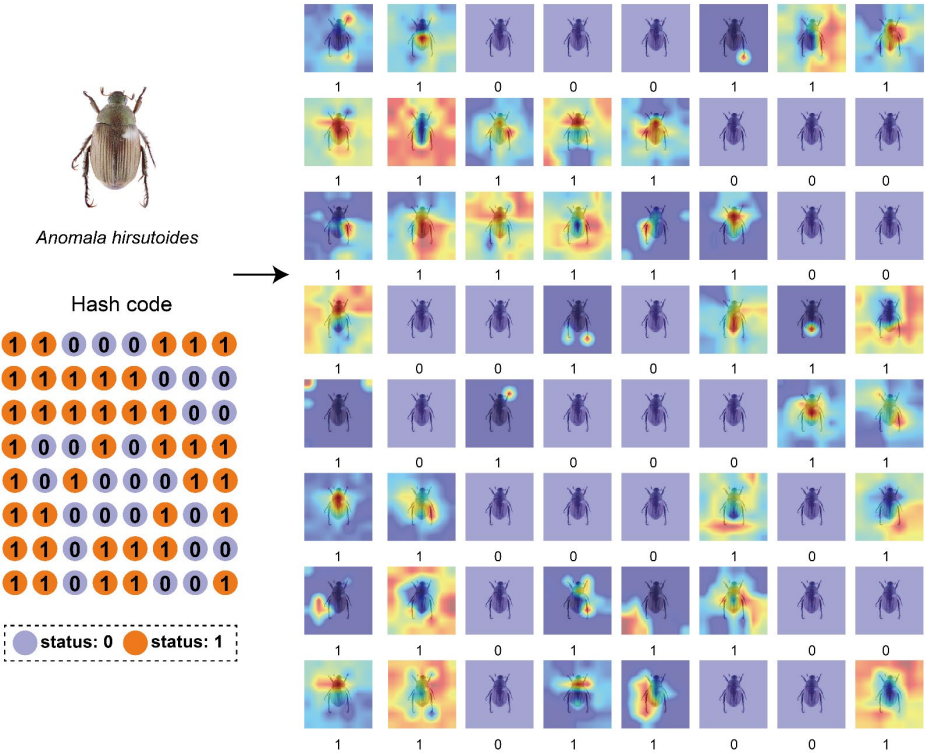 Anomala hirsutoides
Hash code
1 1 0 0 0 1 1 1
1 1 1 1 1 0 0 0
1 1 1 1 1 1 0 0
1 0 0 1 0 1 1 1
1 0 1 0 0 0 1 1
1 1 0 0 0 1 0 1
1 1 0 1 1 1 0 0
1 1 0 1 1 0 0 1
status: 0 status: 1
1 1 0 0 0 1 1 1
1 1 1 1 1 0 0 0
1 1 1 1 1 1 0 0
1 0 0 1 0 1 1 1
1 0 1 0 0 0 1 1
1 1 0 0 0 1 0 1
1 1 0 1 1 1 0 0
1 1 0 1 1 0 0 1